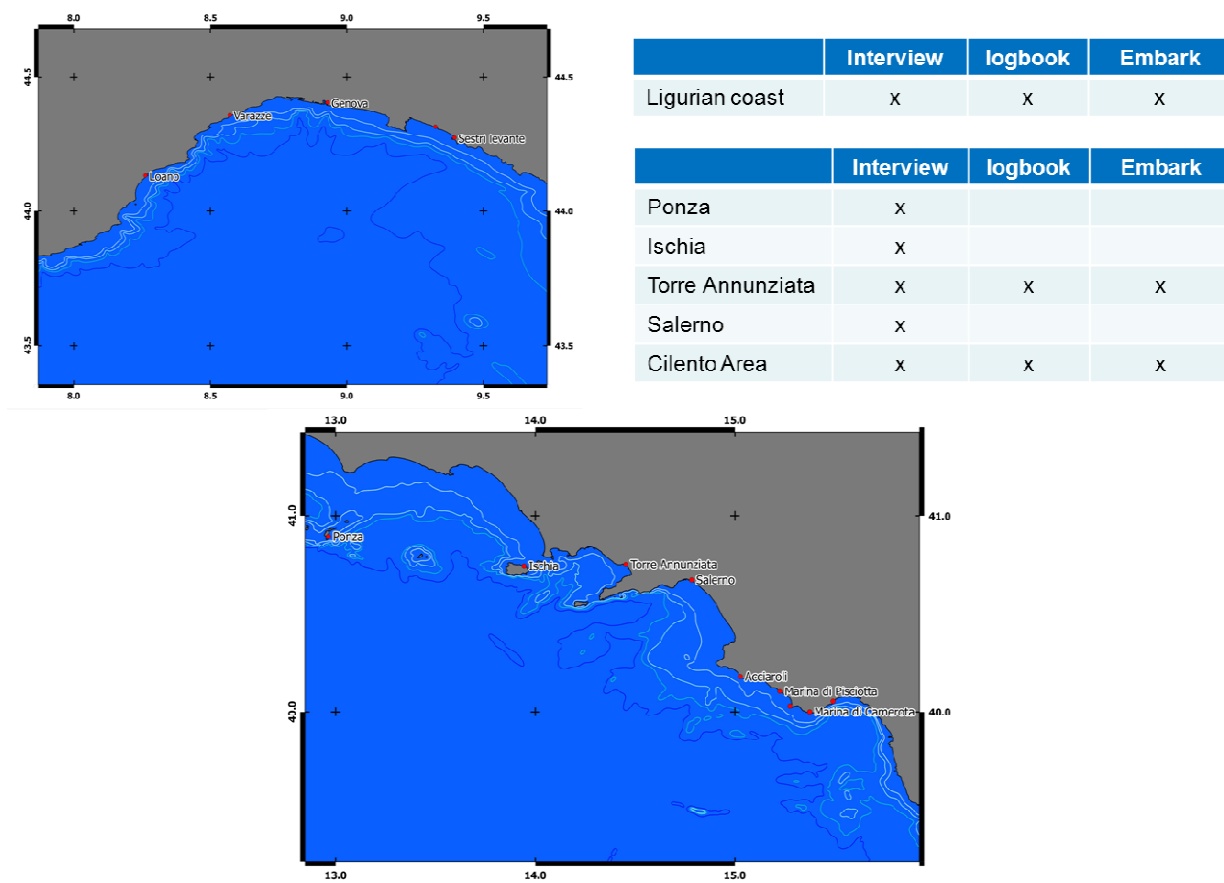 8.0 8.5 9.0 9.5
44.5 44.5
Genova
Varazze
Sestri levante
Loano
44.0 44.0
43.5 43.5
8.0 8.5 9.0 9.5
Interview logbook Embark
Ligurian coast x x x
Interview logbook Embark
Ponza x
Ischia x
Torre Annunziata x x x
Salerno x
Cilento Area x x x
13.0 14.0 15.0
41.0 41.0
Ponza
Ischia
Torre Annunziata
Salerno
Acciaroli
Marina di Pisciotta
Marina di Camerota
40.0 40.0
13.0 14.0 15.0